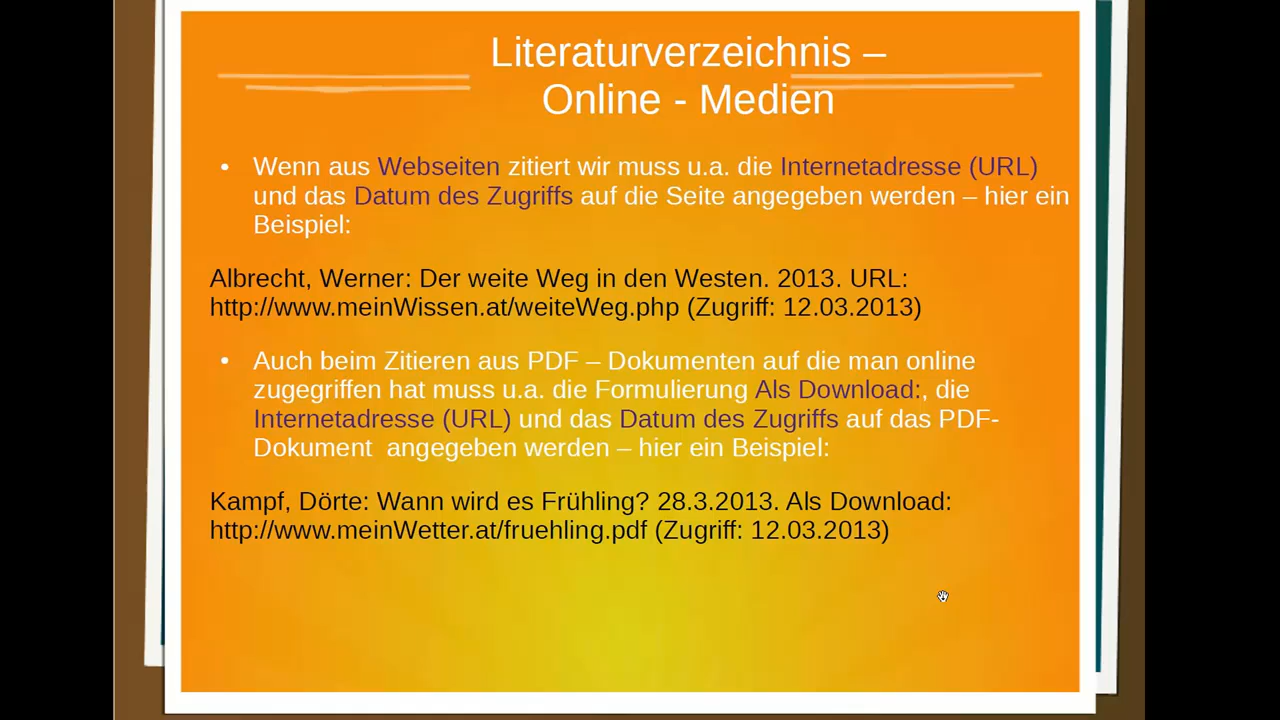 Literaturverzeichnis –
Online - Medien
• Wenn aus Webseiten zitiert wir muss u.a. die Internetadresse (URL)
und das Datum des Zugriffs auf die Seite angegeben werden – hier ein
Beispiel:
Albrecht, Werner: Der weite Weg in den Westen. 2013. URL:
http://www.meinWissen.at/weiteWeg.php (Zugriff: 12.03.2013)
• Auch beim Zitieren aus PDF – Dokumenten auf die man online
zugegriffen hat muss u.a. die Formulierung Als Download:, die
Internetadresse (URL) und das Datum des Zugriffs auf das PDF-
Dokument  angegeben werden – hier ein Beispiel:
Kampf, Dörte: Wann wird es Frühling? 28.3.2013. Als Download:
http://www.meinWetter.at/fruehling.pdf (Zugriff: 12.03.2013)